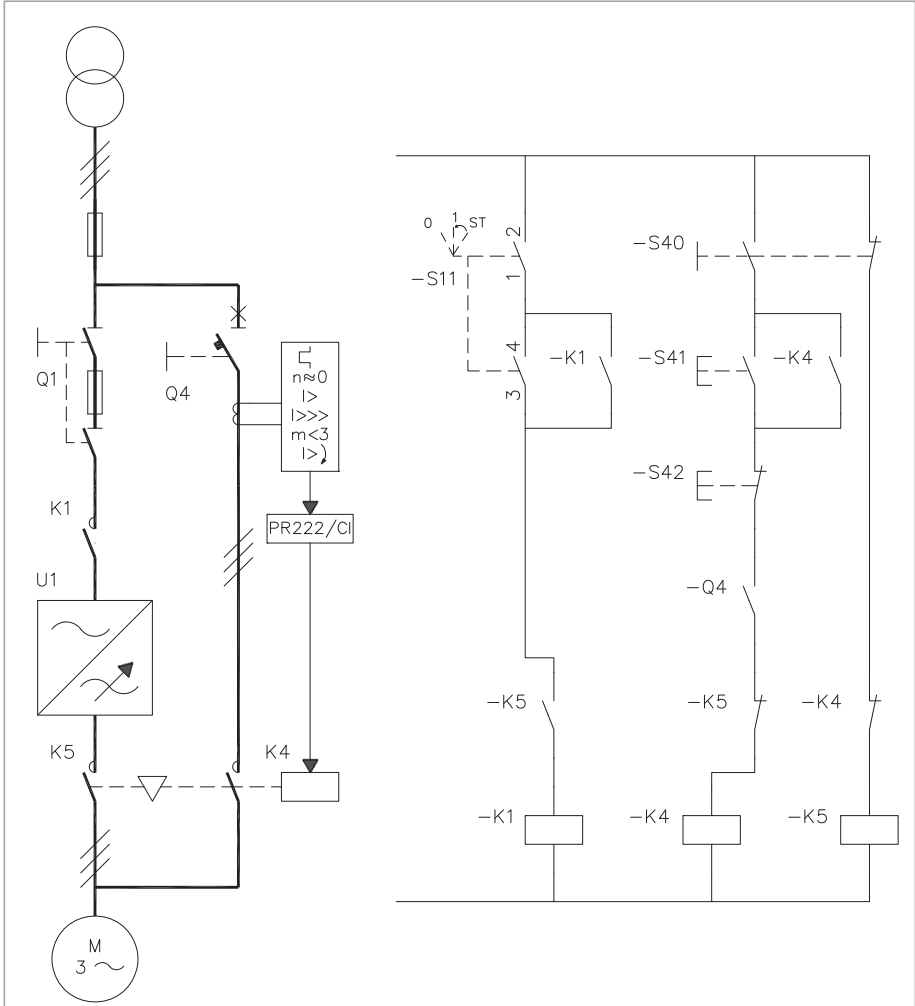 0 1 ST
2
-S11
1
4
-K1
3
-S40
-S41
-K4
-S42
-Q4
-K5
-K5
-K4
-K1
-K4
-K5
Q1
Q4
n≈0
I>
I>>>
m<3
I>
K1
PR222/CI
U1
K5
K4
M
3 ~